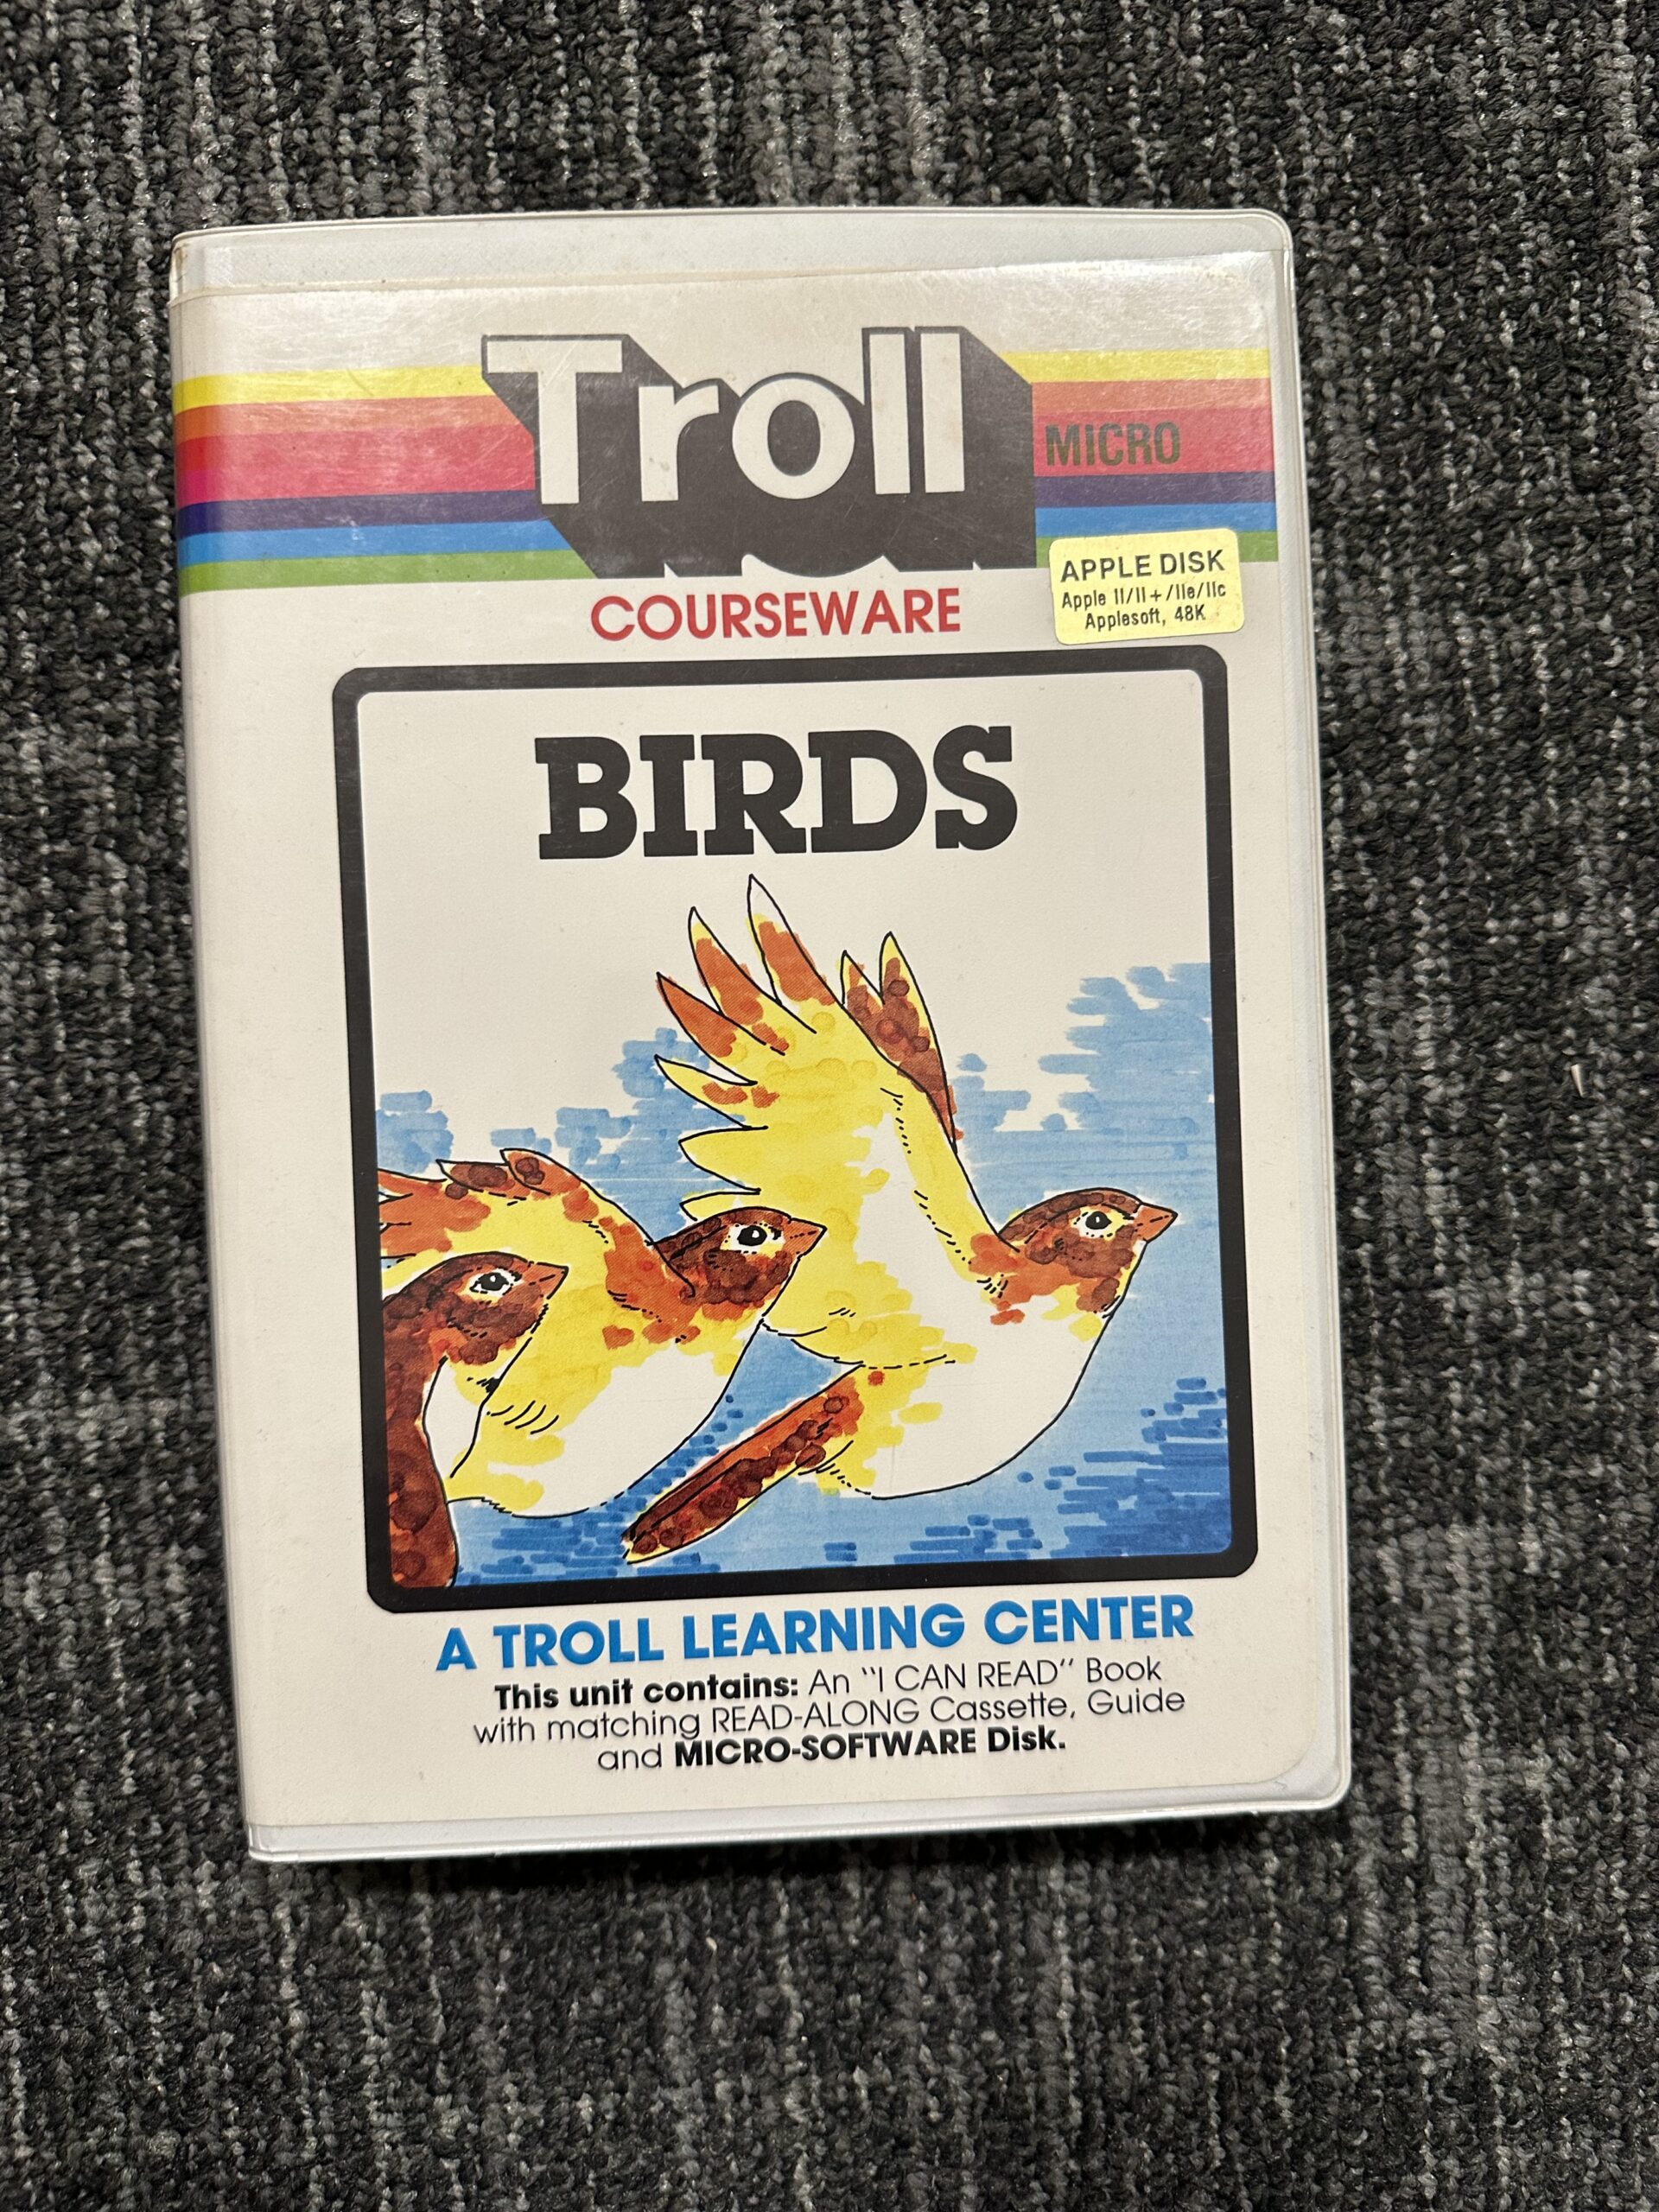 Troll
MICRO
COURSEWARE
APPLE DISK
Apple II/II+/IIe/IIc
Applesoft, 48K
BIRDS
A TROLL LEARNING CENTER
This unit contains: An "I CAN READ" Book
with matching READ-ALONG Cassette, Guide
and MICRO-SOFTWARE Disk.